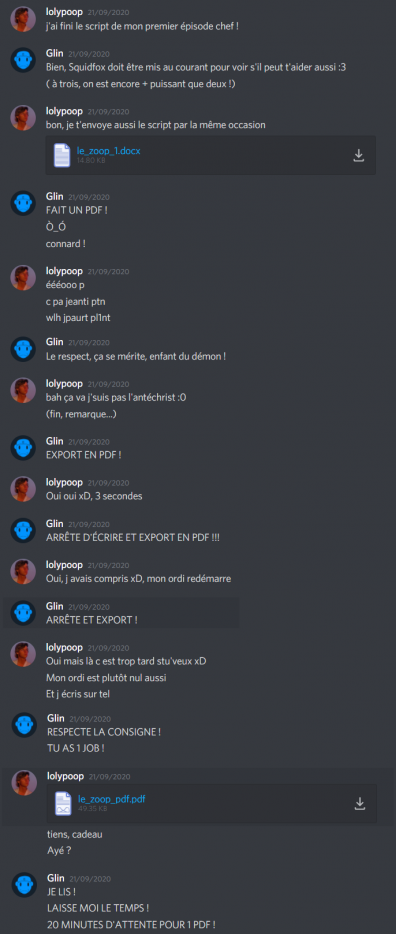 lolypoop 21/09/2020
j'ai fini le script de mon premier épisode chef !
Glin 21/09/2020
Bien, Squidfox doit être mis au courant pour voir s'il peut t'aider aussi :3
( à trois, on est encore + puissant que deux !)
lolypoop 21/09/2020
bon, je t'envoye aussi le script par la même occasion
le_zoop_1.docx
14.80 KB
Glin 21/09/2020
FAIT UN PDF !
Ò_Ó
connard !
lolypoop 21/09/2020
éééooo p
c pa jeanti ptn
wlh jpaurt pl1nt
Glin 21/09/2020
Le respect, ça se mérite, enfant du démon !
lolypoop 21/09/2020
bah ça va j'suis pas l'antéchrist :0
(fin, remarque...)
Glin 21/09/2020
EXPORT EN PDF !
lolypoop 21/09/2020
Oui oui xD, 3 secondes
Glin 21/09/2020
ARRÊTE D'ÉCRIRE ET EXPORT EN PDF !!!
lolypoop 21/09/2020
Oui, j avais compris xD, mon ordi redémarre
Glin 21/09/2020
ARRÊTE ET EXPORT !
lolypoop 21/09/2020
Oui mais là c est trop tard stu'veux xD
Mon ordi est plutôt nul aussi
Et j écris sur tel
Glin 21/09/2020
RESPECTE LA CONSIGNE !
TU AS 1 JOB !
lolypoop 21/09/2020
le_zoop_pdf.pdf
49.35 KB
tiens, cadeau
Ayé ?
Glin 21/09/2020
JE LIS !
LAISSE MOI LE TEMPS !
20 MINUTES D'ATTENTE POUR 1 PDF !